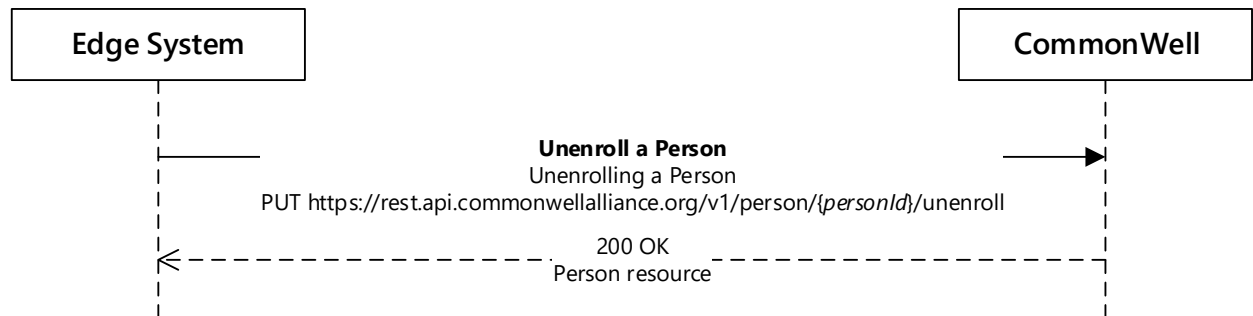 Edge System
CommonWell
Unenroll a Person
Unenrolling a Person
PUT https://rest.api.commonwellalliance.org/v1/person/{personId}/unenroll
200 OK
Person resource